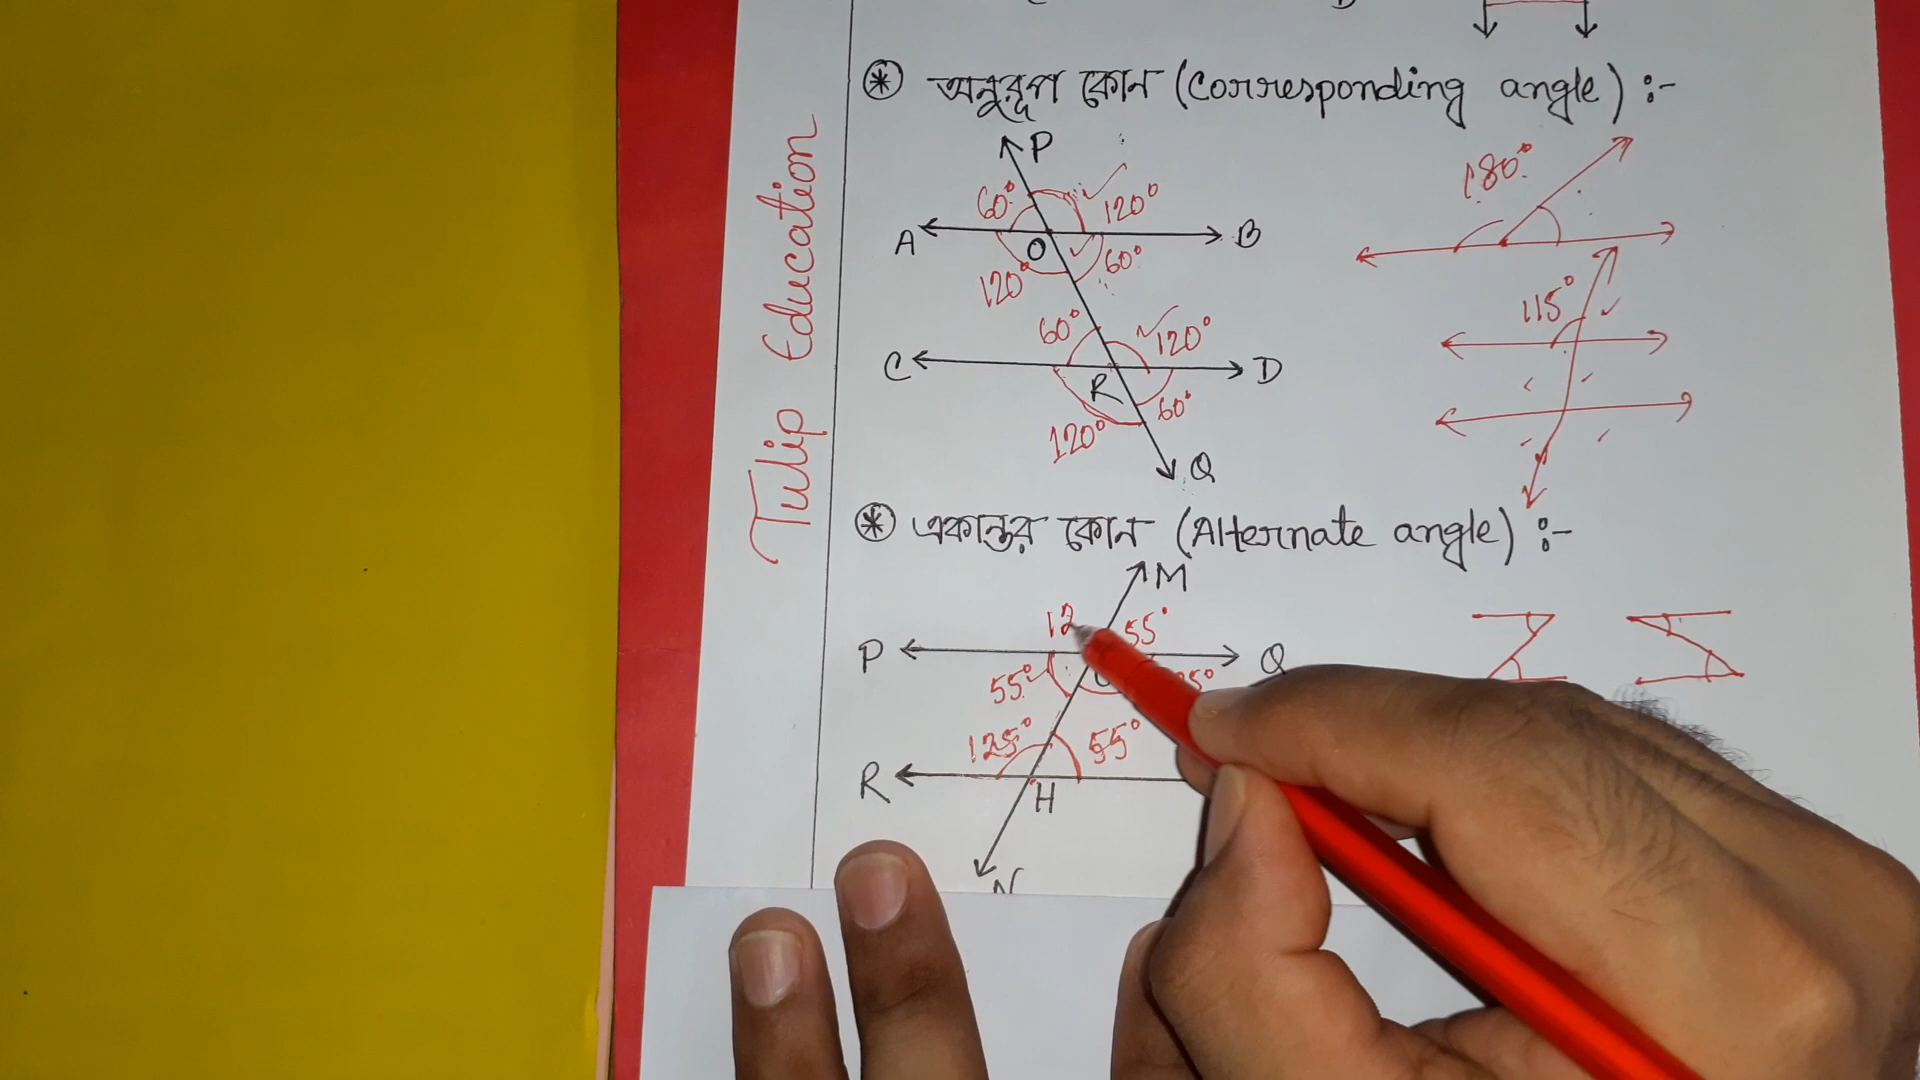 Tulip Education
⊛ অনুরূপ কোন (Corresponding angle) :-
P
60° 120°
A B
O
120° 60°
60° 120°
C D
R
120° 60°
Q
180°
115°
⊛ একান্তর কোন (Alternate angle) :-
M
12 55°
P Q
55°
125° 55°
R
H
N